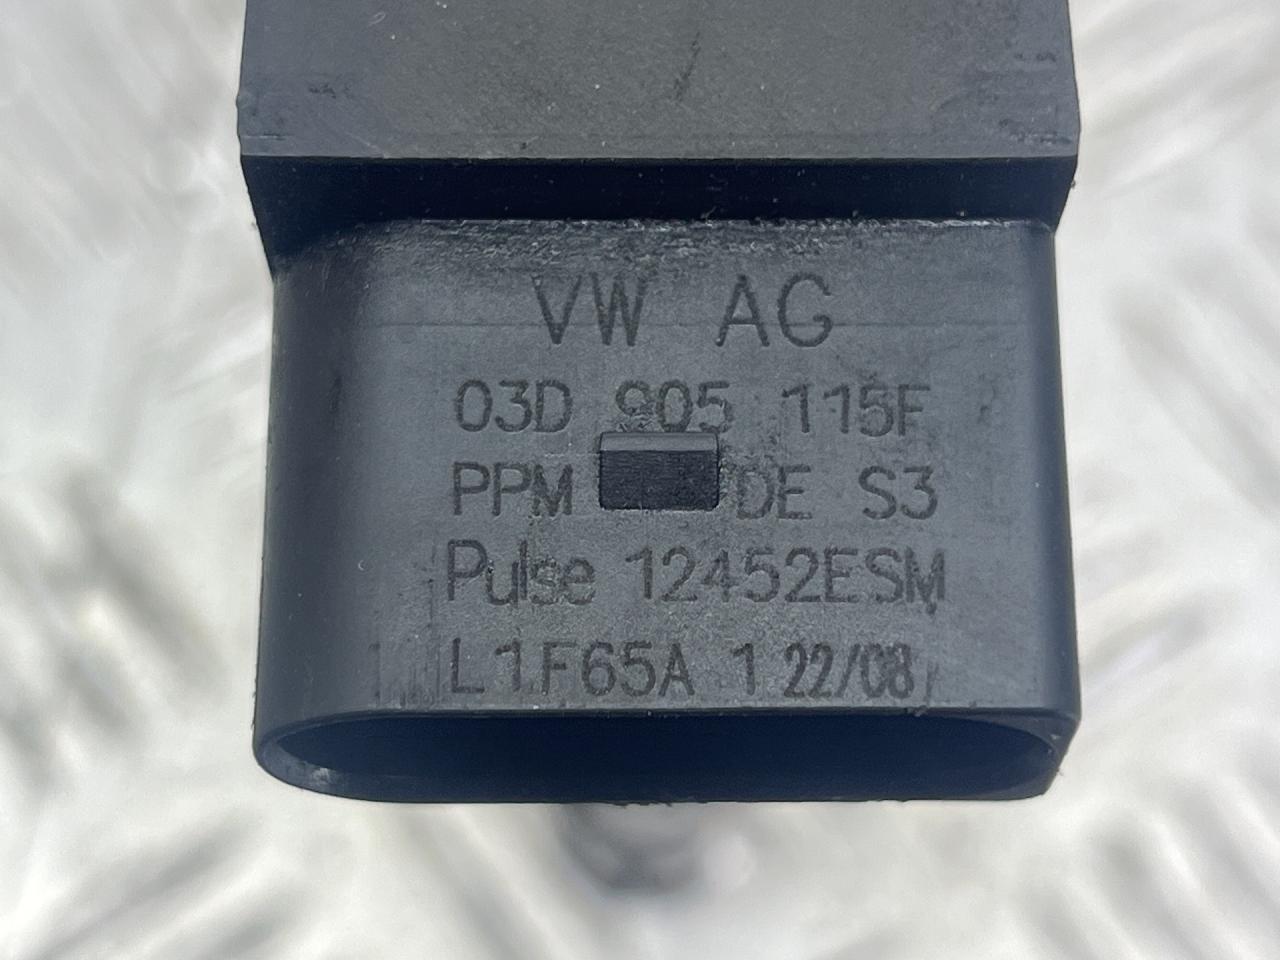 VW AG
03D 905 115F
PPM DE S3
Pulse 12452ESM
L1F65A 1 22/08